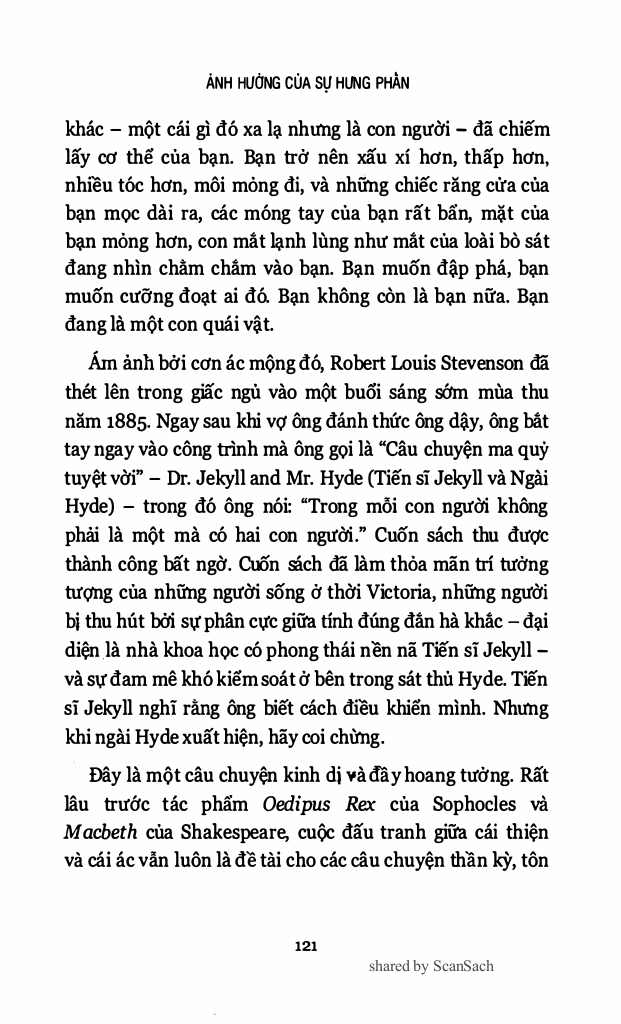 ẢNH HƯỞNG CỦA SỰ HƯNG PHẤN
khác – một cái gì đó xa lạ nhưng là con người – đã chiếm
lấy cơ thể của bạn. Bạn trở nên xấu xí hơn, thấp hơn,
nhiều tóc hơn, môi mỏng đi, và những chiếc răng cửa của
bạn mọc dài ra, các móng tay của bạn rất bẩn, mặt của
bạn mỏng hơn, con mắt lạnh lùng như mắt của loài bò sát
đang nhìn chằm chắm vào bạn. Bạn muốn đập phá, bạn
muốn cưỡng đoạt ai đó. Bạn không còn là bạn nữa. Bạn
đang là một con quái vật.
Ám ảnh bởi cơn ác mộng đó, Robert Louis Stevenson đã
thét lên trong giấc ngủ vào một buổi sáng sớm mùa thu
năm 1885. Ngay sau khi vợ ông đánh thức ông dậy, ông bắt
tay ngay vào công trình mà ông gọi là “Câu chuyện ma quỷ
tuyệt vời” – Dr. Jekyll and Mr. Hyde (Tiến sĩ Jekyll và Ngài
Hyde) – trong đó ông nói: “Trong mỗi con người không
phải là một mà có hai con người.” Cuốn sách thu được
thành công bất ngờ. Cuốn sách đã làm thỏa mãn trí tưởng
tượng của những người sống ở thời Victoria, những người
bị thu hút bởi sự phân cực giữa tính đúng đắn hà khắc – đại
diện là nhà khoa học có phong thái nền nã Tiến sĩ Jekyll –
và sự đam mê khó kiểm soát ở bên trong sát thủ Hyde. Tiến
sĩ Jekyll nghĩ rằng ông biết cách điều khiển mình. Nhưng
khi ngài Hyde xuất hiện, hãy coi chừng.
Đây là một câu chuyện kinh dị và đầy hoang tưởng. Rất
lâu trước tác phẩm Oedipus Rex của Sophocles và
Macbeth của Shakespeare, cuộc đấu tranh giữa cái thiện
và cái ác vẫn luôn là đề tài cho các câu chuyện thần kỳ, tôn
121
shared by ScanSach